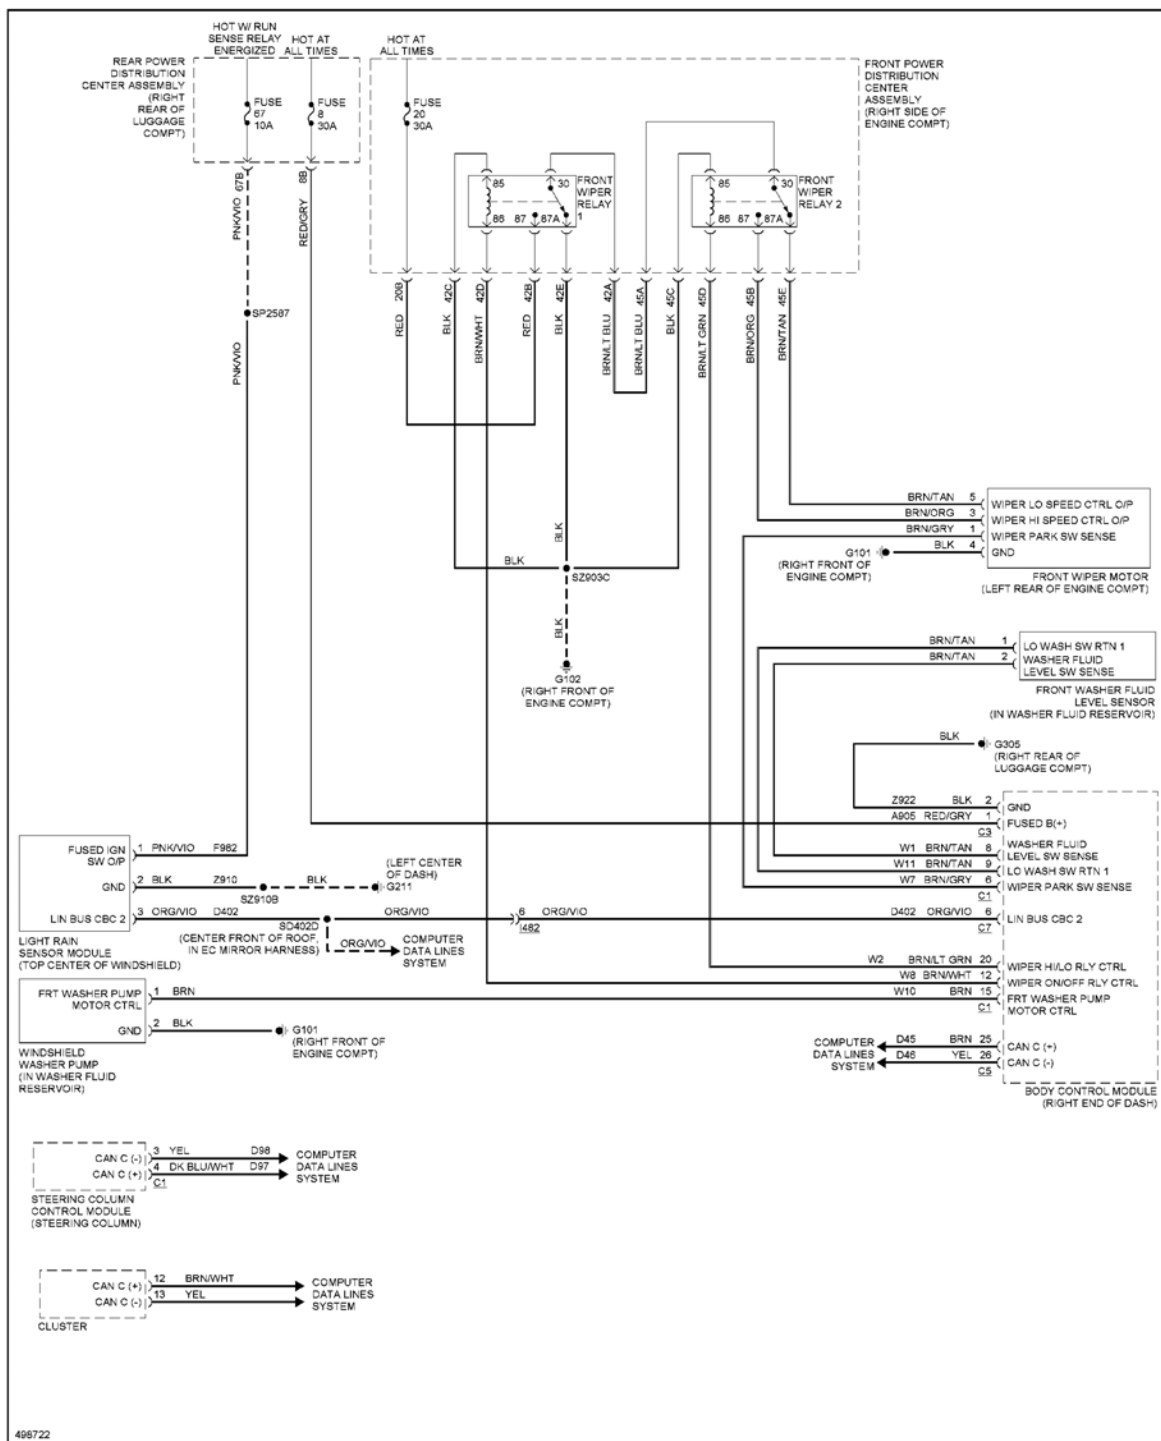 HOT W/ RUN
SENSE RELAY
ENERGIZED
HOT AT
ALL TIMES
HOT AT
ALL TIMES
REAR POWER
DISTRIBUTION
CENTER ASSEMBLY
(RIGHT
REAR OF
LUGGAGE
COMPT)
FUSE
67
10A
FUSE
8
30A
FUSE
20
30A
FRONT POWER
DISTRIBUTION
CENTER
ASSEMBLY
(RIGHT SIDE OF
ENGINE COMPT)
85
30
86
87
87A
FRONT
WIPER
RELAY
1
85
30
86
87
87A
FRONT
WIPER
RELAY 2
67B
PNK/VIO
8B
RED/GRY
SP2587
PNK/VIO
20B
RED
42C
BLK
42D
BRN/WHT
42B
RED
42E
BLK
42A
BRN/LT BLU
45A
BRN/LT BLU
45C
BLK
45D
BRN/LT GRN
45B
BRN/ORG
45E
BRN/TAN
BLK
BLK
SZ903C
BLK
G102
(RIGHT FRONT OF
ENGINE COMPT)
BRN/TAN 5 WIPER LO SPEED CTRL O/P
BRN/ORG 3 WIPER HI SPEED CTRL O/P
BRN/GRY 1 WIPER PARK SW SENSE
BLK 4 GND
G101
(RIGHT FRONT OF
ENGINE COMPT)
FRONT WIPER MOTOR
(LEFT REAR OF ENGINE COMPT)
BRN/TAN 1 LO WASH SW RTN 1
BRN/TAN 2 WASHER FLUID
LEVEL SW SENSE
FRONT WASHER FLUID
LEVEL SENSOR
(IN WASHER FLUID RESERVOIR)
BLK
G305
(RIGHT REAR OF
LUGGAGE COMPT)
Z922 BLK 2 GND
A905 RED/GRY 1 FUSED B(+)
C3
W1 BRN/TAN 8 WASHER FLUID
LEVEL SW SENSE
W11 BRN/TAN 9 LO WASH SW RTN 1
W7 BRN/GRY 6 WIPER PARK SW SENSE
C1
D402 ORG/VIO 6 LIN BUS CBC 2
C7
W2 BRN/LT GRN 20 WIPER HI/LO RLY CTRL
W8 BRN/WHT 12 WIPER ON/OFF RLY CTRL
W10 BRN 15 FRT WASHER PUMP
MOTOR CTRL
C1
COMPUTER
DATA LINES
SYSTEM
D45 BRN 25 CAN C (+)
D46 YEL 26 CAN C (-)
C5
BODY CONTROL MODULE
(RIGHT END OF DASH)
FUSED IGN
SW O/P
1 PNK/VIO F982
GND 2 BLK Z910
SZ910B
BLK
(LEFT CENTER
OF DASH)
G211
LIN BUS CBC 2 3 ORG/VIO D402
SD402D
(CENTER FRONT OF ROOF,
IN EC MIRROR HARNESS)
ORG/VIO
6 ORG/VIO
I482
ORG/VIO
COMPUTER
DATA LINES
SYSTEM
LIGHT RAIN
SENSOR MODULE
(TOP CENTER OF WINDSHIELD)
FRT WASHER PUMP
MOTOR CTRL
1 BRN
GND 2 BLK
G101
(RIGHT FRONT OF
ENGINE COMPT)
WINDSHIELD
WASHER PUMP
(IN WASHER FLUID
RESERVOIR)
CAN C (-) 3 YEL D98
CAN C (+) 4 DK BLU/WHT D97
C1
COMPUTER
DATA LINES
SYSTEM
STEERING COLUMN
CONTROL MODULE
(STEERING COLUMN)
CAN C (+) 12 BRN/WHT
CAN C (-) 13 YEL
COMPUTER
DATA LINES
SYSTEM
CLUSTER
498722